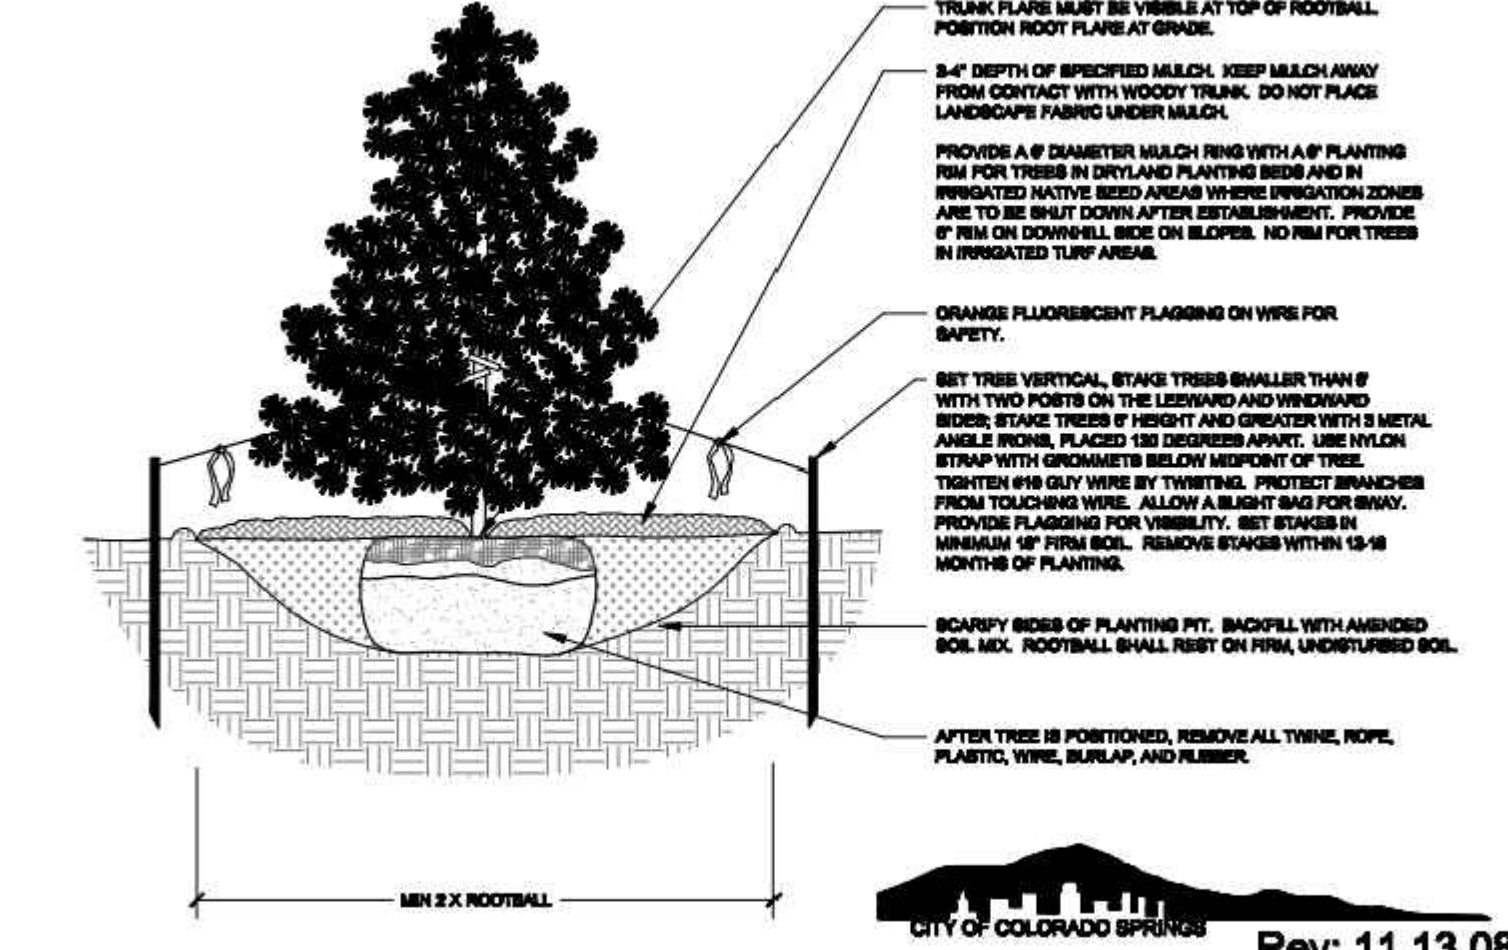 TRUNK FLARE MUST BE VISIBLE AT TOP OF ROOTBALL.
POSITION ROOT FLARE AT GRADE.
3-4" DEPTH OF SPECIFIED MULCH. KEEP MULCH AWAY
FROM CONTACT WITH WOODY TRUNK. DO NOT PLACE
LANDSCAPE FABRIC UNDER MULCH.
PROVIDE A DIAMETER MULCH RING WITH A PLANTING
RIM FOR TREES IN DRYLAND PLANTING BEDS AND IN
IRRIGATED NATIVE SEED AREAS WHERE IRRIGATION ZONES
ARE TO BE SHUT DOWN AFTER ESTABLISHMENT. PROVIDE
6" RIM ON DOWNHILL SIDE ON SLOPES. NO RIM FOR TREES
IN IRRIGATED TURF AREAS.
ORANGE FLUORESCENT FLAGGING ON WIRE FOR
SAFETY.
SET TREE VERTICAL, STAKE TREES SMALLER THAN
WITH TWO POSTS ON THE LEEWARD AND WINDWARD
SIDES; STAKE TREES 6' HEIGHT AND GREATER WITH 3 METAL
ANGLE IRONS, PLACED 120 DEGREES APART. USE NYLON
STRAP WITH GROMMETS BELOW MIDPOINT OF TREE.
TIGHTEN GUY WIRE BY TWISTING. PROTECT BRANCHES
FROM TOUCHING WIRE. ALLOW A SLIGHT SAG FOR SWAY.
PROVIDE FLAGGING FOR VISIBILITY. SET STAKES IN
MINIMUM 18" FIRM SOIL. REMOVE STAKES WITHIN 12-18
MONTHS OF PLANTING.
SCARIFY SIDES OF PLANTING PIT. BACKFILL WITH AMENDED
SOIL MIX. ROOTBALL SHALL REST ON FIRM, UNDISTURBED SOIL.
AFTER TREE IS POSITIONED, REMOVE ALL TWINE, ROPE,
PLASTIC, WIRE, BURLAP, AND RUBBER.
MIN 2 X ROOTBALL
CITY OF COLORADO SPRINGS
Rev: 11.13.08